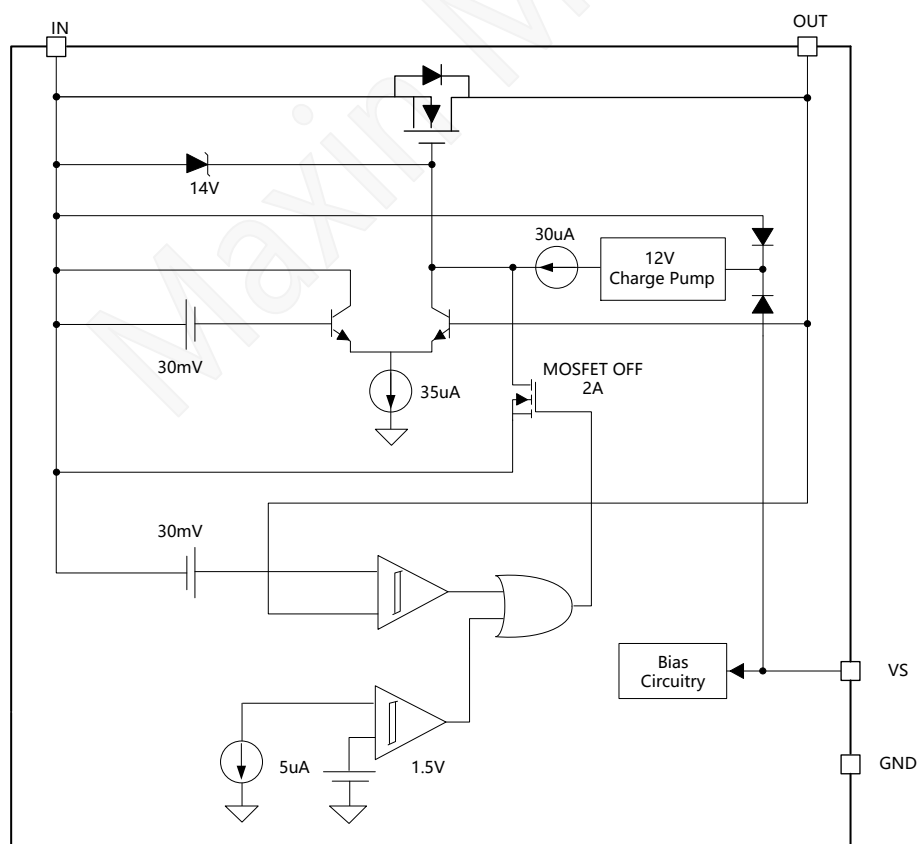 IN
OUT
14V
30uA
12V
Charge Pump
30mV
35uA
MOSFET OFF
2A
30mV
Bias
Circuitry
VS
5uA
1.5V
GND
Maxin M